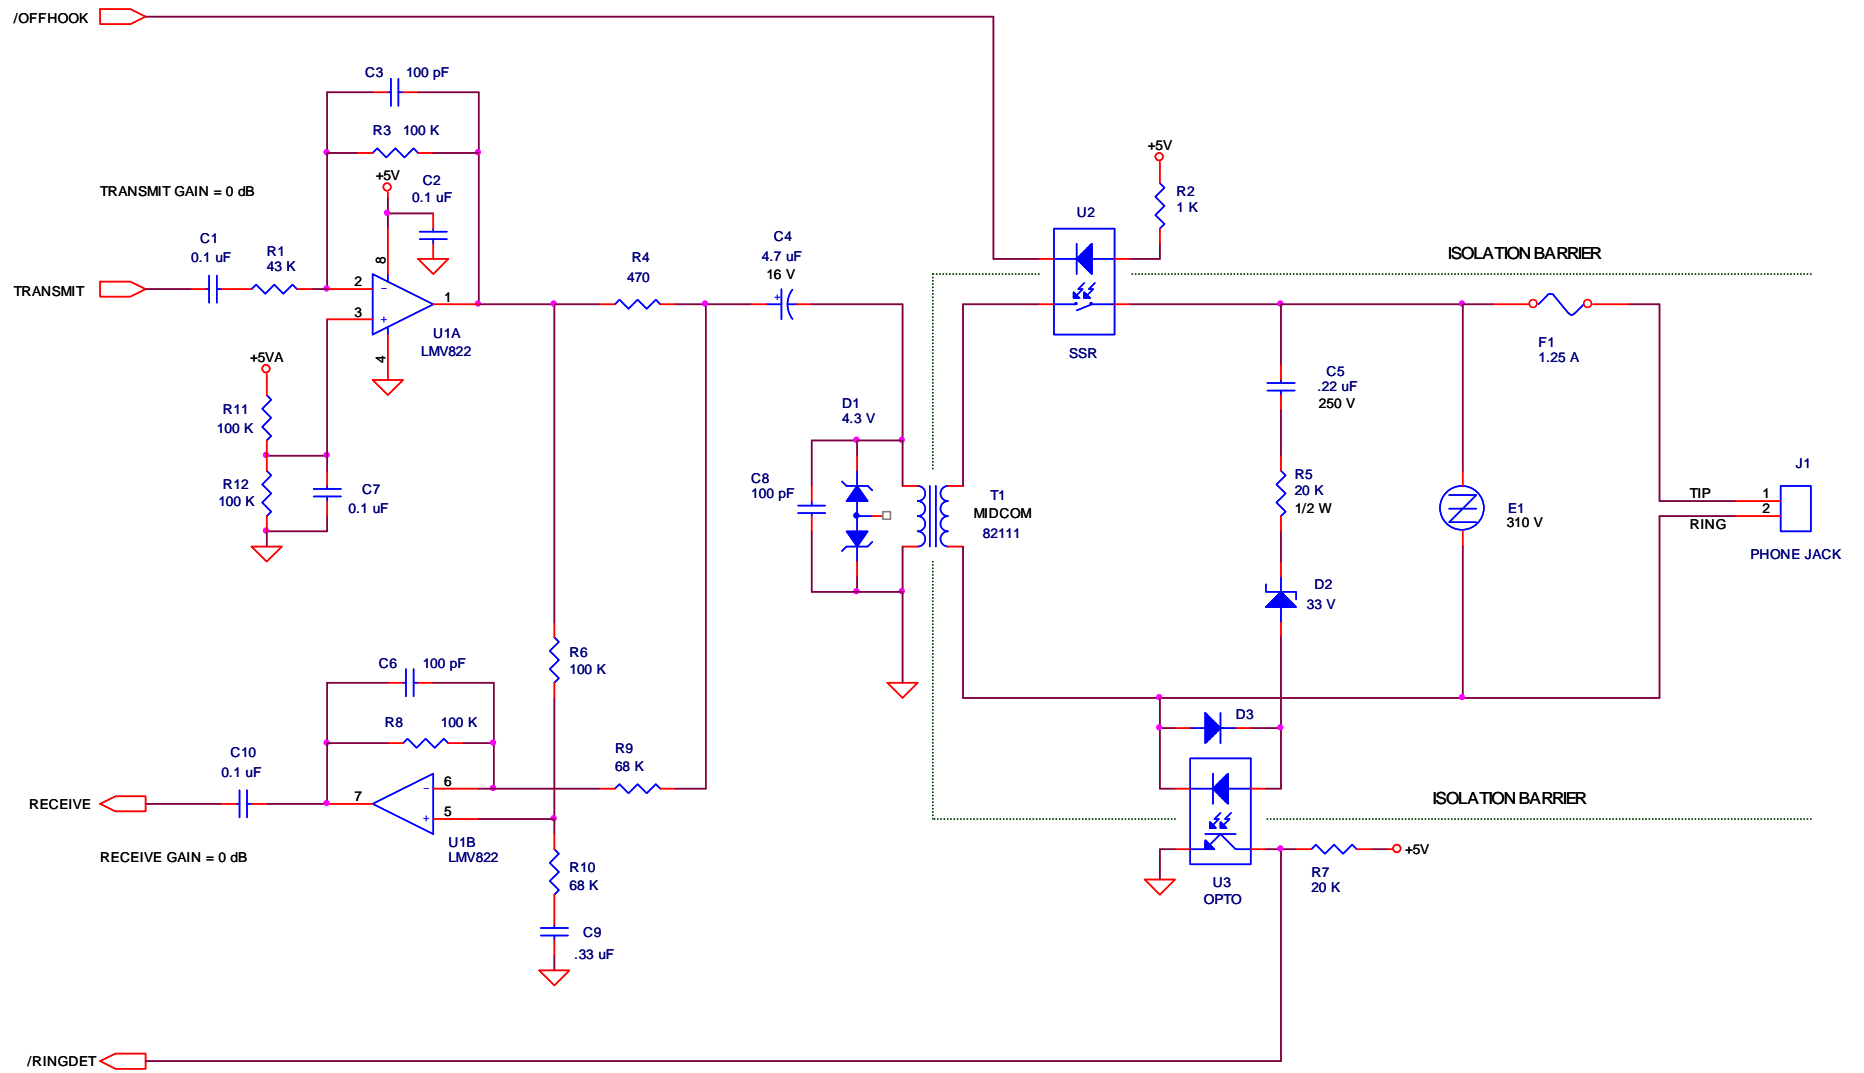 /OFFHOOK
C3 100 pF
R3 100 K
+5V
C2
0.1 uF
TRANSMIT GAIN = 0 dB
C1
0.1 uF
R1
43 K
TRANSMIT
8
2
3
1
4
U1A
LMV822
+5VA
R11
100 K
R12
100 K
C7
0.1 uF
R4
470
C4
4.7 uF
16 V
+
+5V
R2
1 K
U2
SSR
ISOLATION BARRIER
F1
1.25 A
C5
.22 uF
250 V
D1
4.3 V
C8
100 pF
T1
MIDCOM
82111
R5
20 K
1/2 W
E1
310 V
J1
TIP 1
RING 2
PHONE JACK
D2
33 V
R6
100 K
C6 100 pF
R8 100 K
D3
R9
68 K
C10
0.1 uF
RECEIVE
7
6
5
U1B
LMV822
RECEIVE GAIN = 0 dB
R10
68 K
C9
.33 uF
ISOLATION BARRIER
U3
OPTO
R7
20 K
+5V
/RINGDET